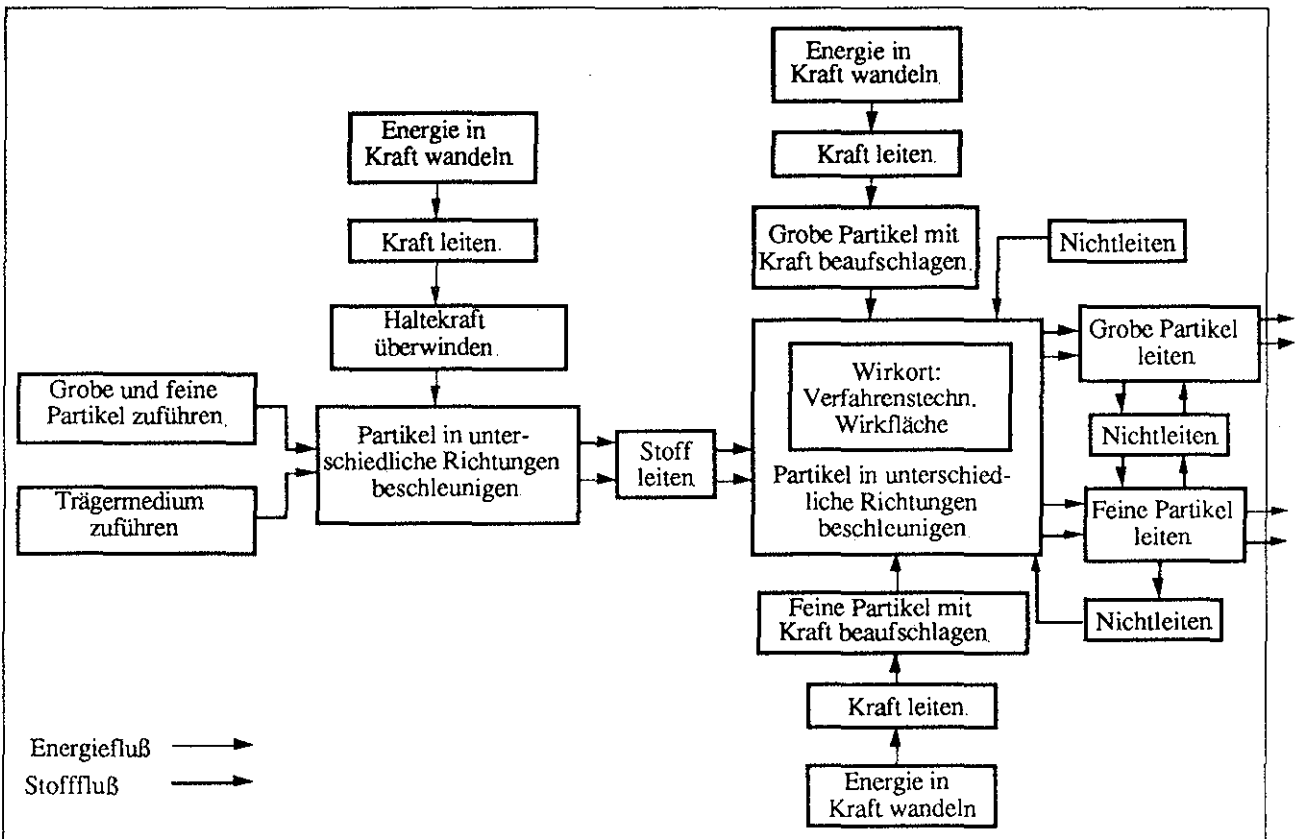 Energie in
Kraft wandeln.
Kraft leiten.
Grobe Partikel mit
Kraft beaufschlagen.
Nichtleiten
Energie in
Kraft wandeln
Kraft leiten.
Haltekraft
überwinden.
Grobe und feine
Partikel zuführen.
Trägermedium
zuführen
Partikel in unter-
schiedliche Richtungen
beschleunigen
Stoff
leiten
Wirkort:
Verfahrenstechn.
Wirkfläche
Partikel in unterschied-
liche Richtungen
beschleunigen
Grobe Partikel
leiten
Nichtleiten
Feine Partikel
leiten
Nichtleiten
Feine Partikel mit
Kraft beaufschlagen.
Kraft leiten.
Energie in
Kraft wandeln
Energiefluß
Stofffluß